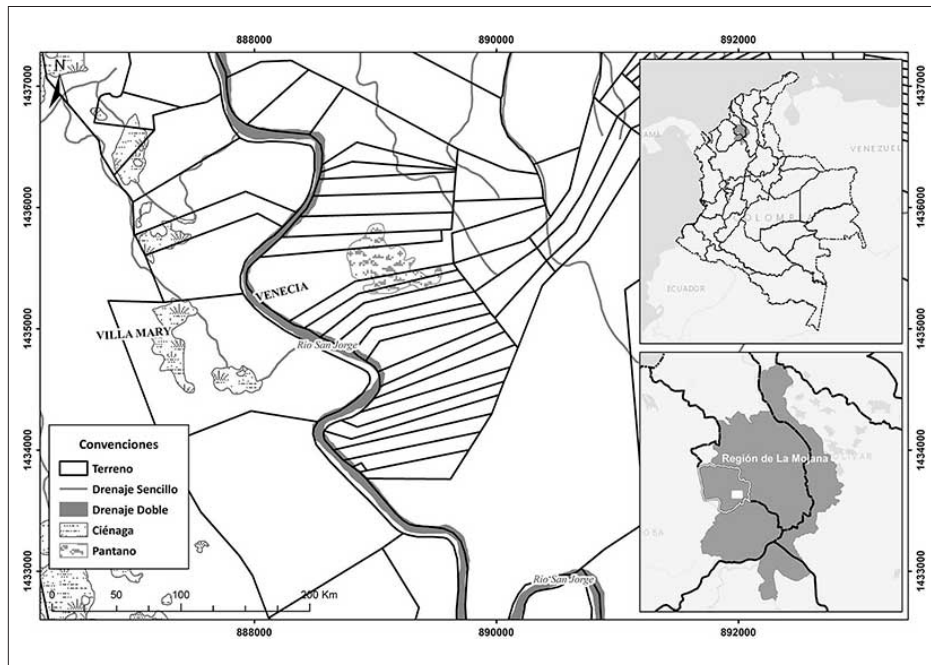 888000
890000
892000
1437000
1436000
1435000
1434000
1433000
N
VENECIA
VILLA MARY
Río San Jorge
Río San Jorge
Convenciones
Terreno
Drenaje Sencillo
Drenaje Doble
Ciénaga
Pantano
0
50
100
200 Km
VENEZUEL
OLOMBIA
ECUADOR
Región de La Mojana
1437000
1436000
1435000
1434000
1433000
888000
890000
892000